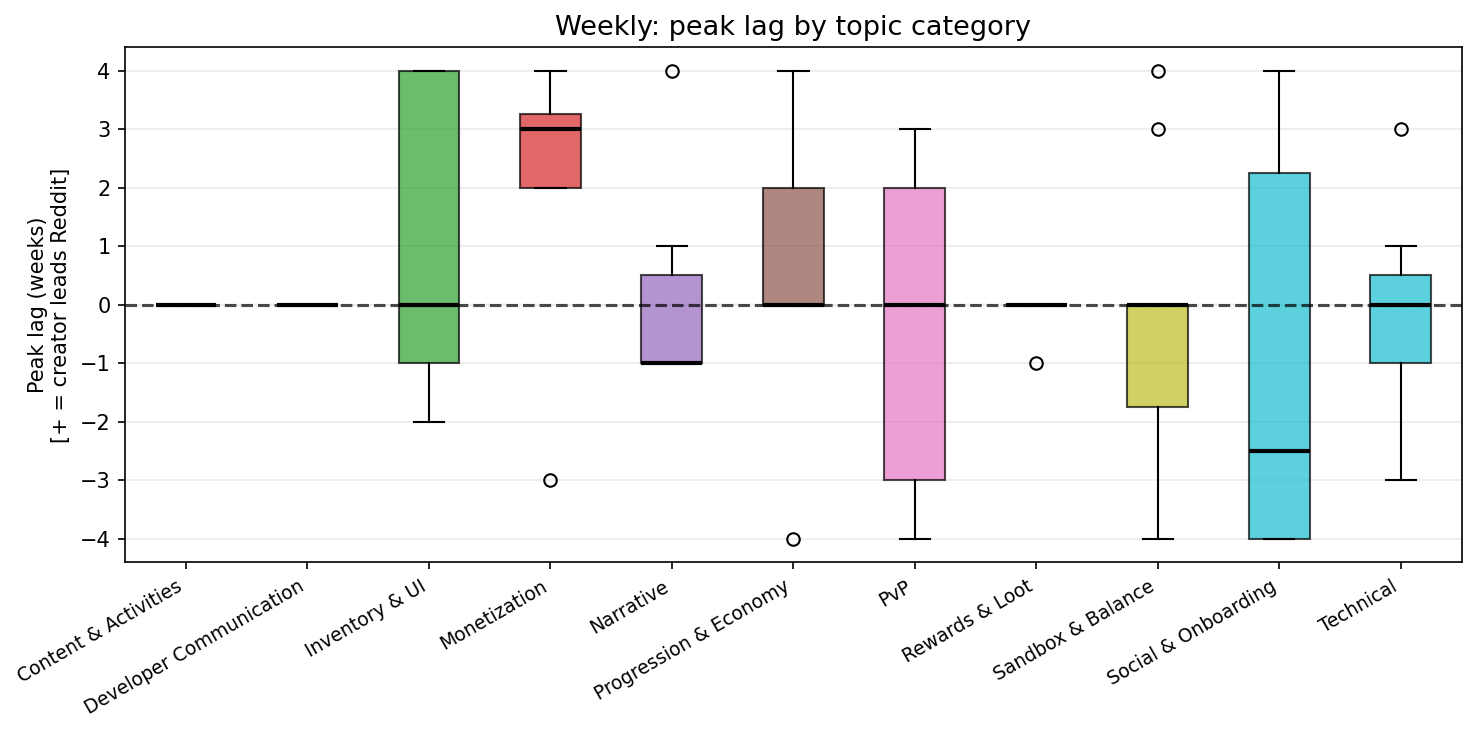 Weekly: peak lag by topic category
Peak lag (weeks)
[+ = creator leads Reddit]
4
3
2
1
0
−1
−2
−3
−4
Content & Activities
Developer Communication
Inventory & UI
Monetization
Narrative
Progression & Economy
PvP
Rewards & Loot
Sandbox & Balance
Social & Onboarding
Technical